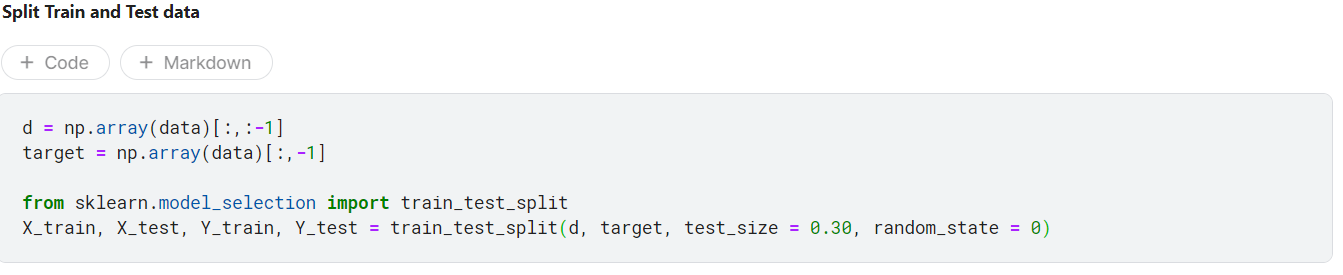 Split Train and Test data
+ Code + Markdown
d = np.array(data)[:,:-1]
target = np.array(data)[:,-1]
from sklearn.model_selection import train_test_split
X_train, X_test, Y_train, Y_test = train_test_split(d, target, test_size = 0.30, random_state = 0)